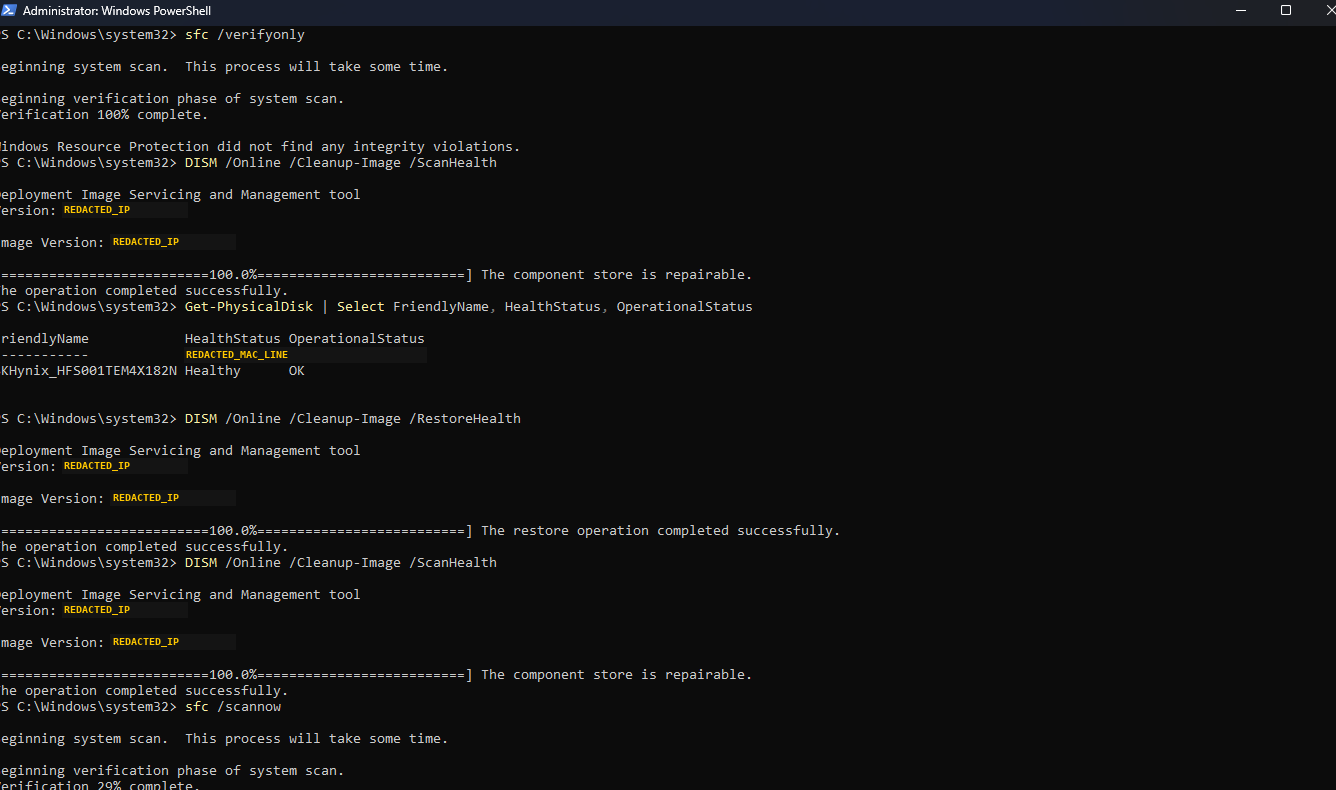 Administrator: Windows PowerShell
S C:\Windows\system32> sfc /verifyonly
eginning system scan.  This process will take some time.
eginning verification phase of system scan.
erification 100% complete.
indows Resource Protection did not find any integrity violations.
S C:\Windows\system32> DISM /Online /Cleanup-Image /ScanHealth
eployment Image Servicing and Management tool
ersion: REDACTED_IP
mage Version: REDACTED_IP
==========================100.0%==========================] The component store is repairable.
he operation completed successfully.
S C:\Windows\system32> Get-PhysicalDisk | Select FriendlyName, HealthStatus, OperationalStatus
riendlyName            HealthStatus OperationalStatus
-----------            REDACTED_MAC_LINE
KHynix_HFS001TEM4X182N Healthy      OK
S C:\Windows\system32> DISM /Online /Cleanup-Image /RestoreHealth
eployment Image Servicing and Management tool
ersion: REDACTED_IP
mage Version: REDACTED_IP
==========================100.0%==========================] The restore operation completed successfully.
he operation completed successfully.
S C:\Windows\system32> DISM /Online /Cleanup-Image /ScanHealth
eployment Image Servicing and Management tool
ersion: REDACTED_IP
mage Version: REDACTED_IP
==========================100.0%==========================] The component store is repairable.
he operation completed successfully.
S C:\Windows\system32> sfc /scannow
eginning system scan.  This process will take some time.
eginning verification phase of system scan.
erification 29% complete.